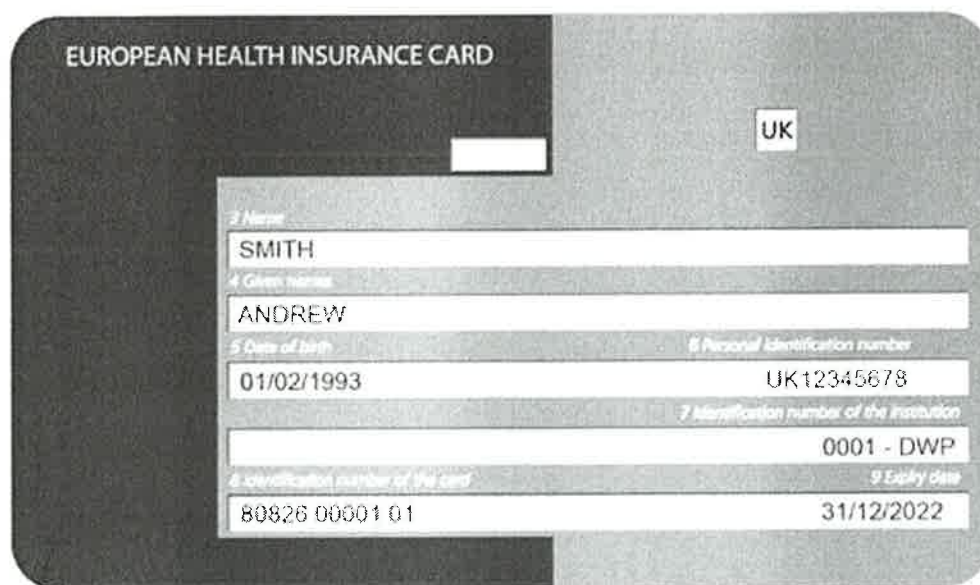 EUROPEAN HEALTH INSURANCE CARD
UK
3 Name
SMITH
4 Given names
ANDREW
5 Date of birth 6 Personal identification number
01/02/1993 UK12345678
7 Identification number of the institution
0001 - DWP
8 Identification number of the card 9 Expiry date
80826 00001 01 31/12/2022